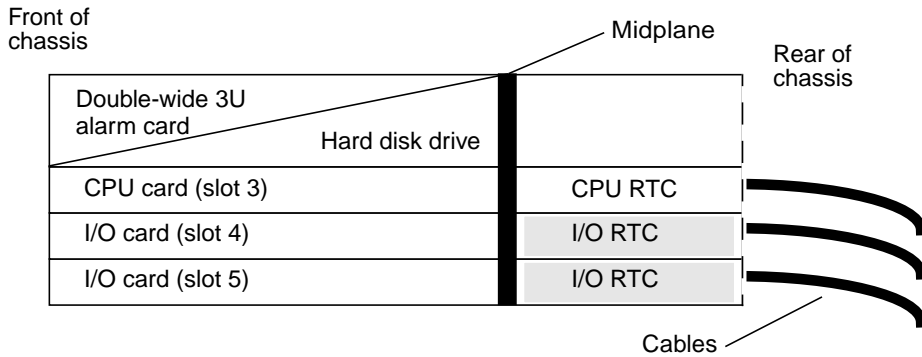 Front of
chassis
Midplane
Rear of
chassis
Double-wide 3U
alarm card
Hard disk drive
CPU card (slot 3)
CPU RTC
I/O card (slot 4)
I/O RTC
I/O card (slot 5)
I/O RTC
Cables